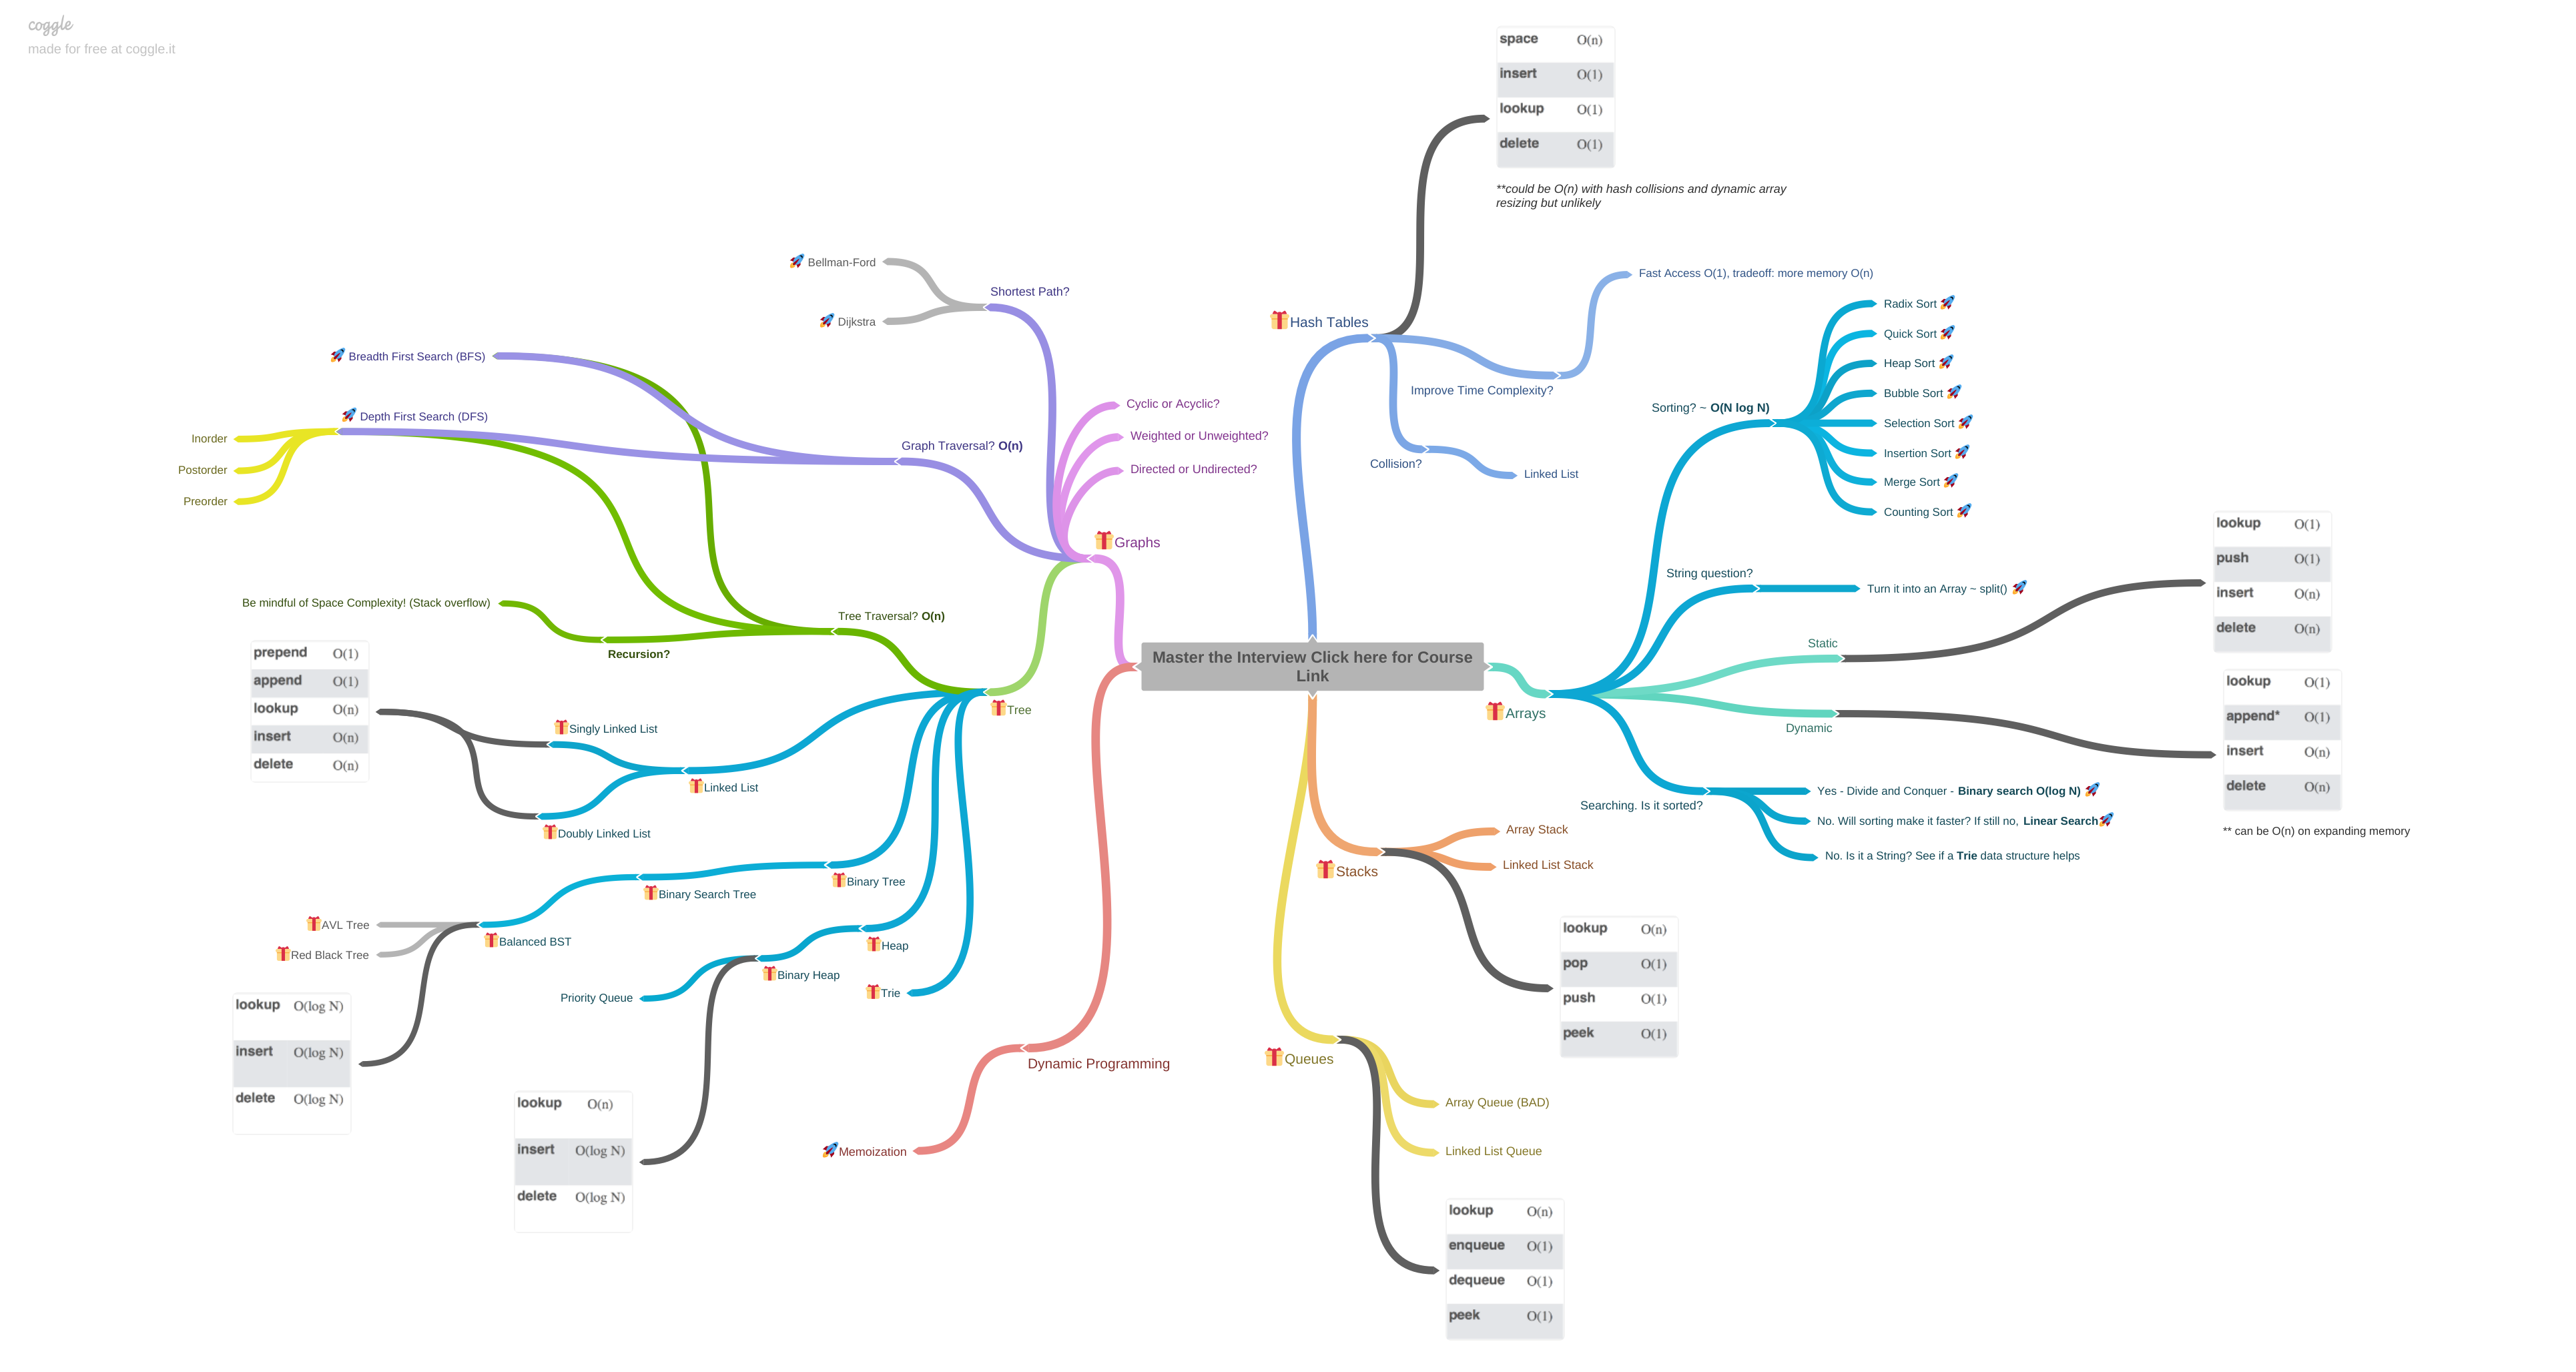 coggle
made for free at coggle.it
space O(n)
insert O(1)
lookup O(1)
delete O(1)
**could be O(n) with hash collisions and dynamic array
resizing but unlikely
Hash Tables
Improve Time Complexity?
Fast Access O(1), tradeoff: more memory O(n)
Collision?
Linked List
Sorting? ~ O(N log N)
Radix Sort
Quick Sort
Heap Sort
Bubble Sort
Selection Sort
Insertion Sort
Merge Sort
Counting Sort
String question?
Turn it into an Array ~ split()
Static
lookup O(1)
push O(1)
insert O(n)
delete O(n)
Dynamic
lookup O(1)
append* O(1)
insert O(n)
delete O(n)
** can be O(n) on expanding memory
Arrays
Searching. Is it sorted?
Yes - Divide and Conquer - Binary search O(log N)
No. Will sorting make it faster? If still no, Linear Search
No. Is it a String? See if a Trie data structure helps
Master the Interview Click here for Course
Link
Stacks
Array Stack
Linked List Stack
lookup O(n)
pop O(1)
push O(1)
peek O(1)
Queues
Array Queue (BAD)
Linked List Queue
lookup O(n)
enqueue O(1)
dequeue O(1)
peek O(1)
Graphs
Cyclic or Acyclic?
Weighted or Unweighted?
Directed or Undirected?
Shortest Path?
Bellman-Ford
Dijkstra
Graph Traversal? O(n)
Breadth First Search (BFS)
Depth First Search (DFS)
Inorder
Postorder
Preorder
Tree
Tree Traversal? O(n)
Recursion?
Be mindful of Space Complexity! (Stack overflow)
Linked List
Singly Linked List
Doubly Linked List
prepend O(1)
append O(1)
lookup O(n)
insert O(n)
delete O(n)
Binary Tree
Binary Search Tree
Balanced BST
AVL Tree
Red Black Tree
lookup O(log N)
insert O(log N)
delete O(log N)
Heap
Binary Heap
Priority Queue
lookup O(n)
insert O(log N)
delete O(log N)
Trie
Dynamic Programming
Memoization